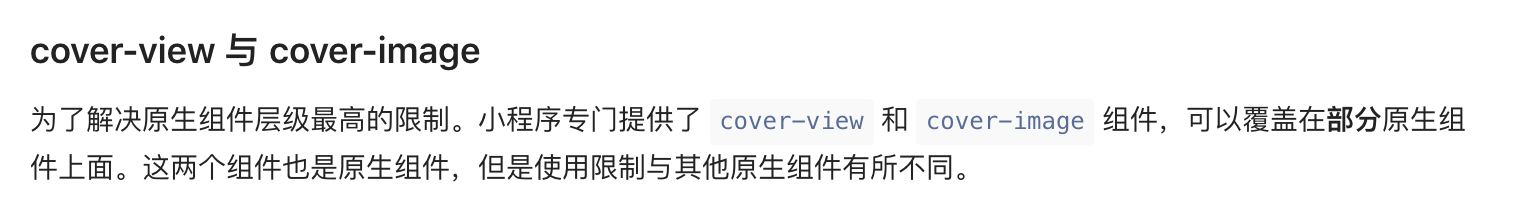 cover-view 与 cover-image
为了解决原生组件层级最高的限制。小程序专门提供了 cover-view 和 cover-image 组件，可以覆盖在部分原生组
件上面。这两个组件也是原生组件，但是使用限制与其他原生组件有所不同。